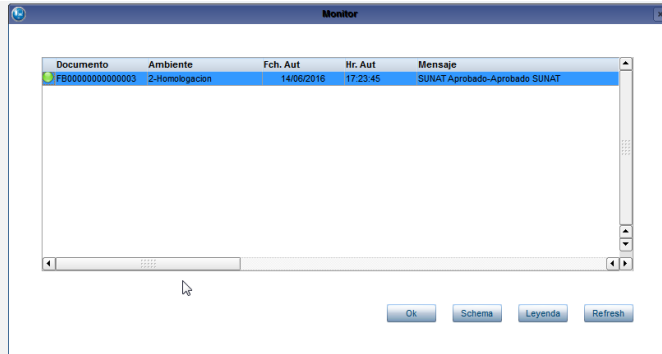 Monitor
Documento Ambiente Fch. Aut Hr. Aut Mensaje
FB00000000000003 2-Homologacion 14/06/2016 17:23:45 SUNAT Aprobado-Aprobado SUNAT
Ok Schema Leyenda Refresh